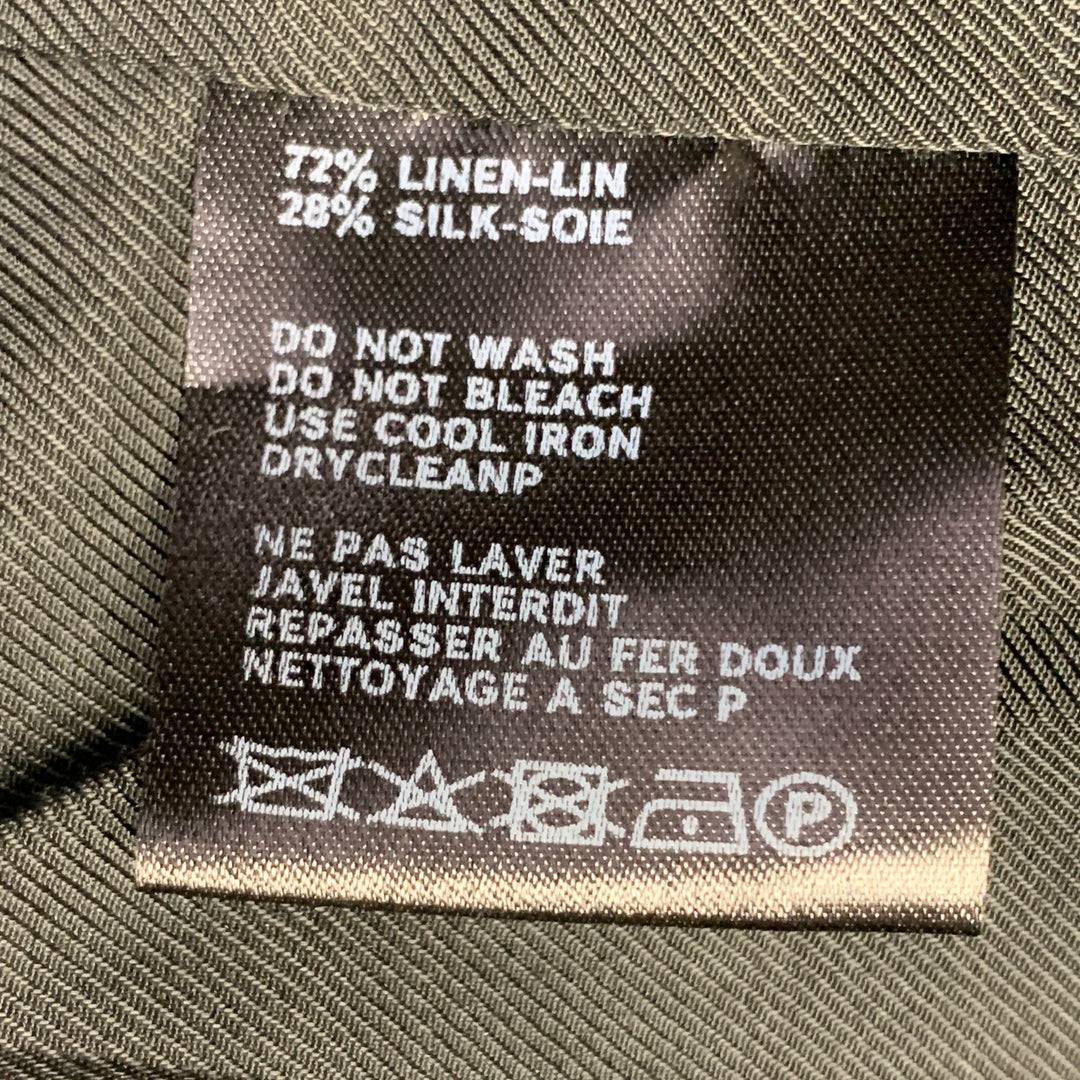 72% LINEN-LIN
28% SILK-SOIE
DO NOT WASH
DO NOT BLEACH
USE COOL IRON
DRYCLEANP
NE PAS LAVER
JAVEL INTERDIT
REPASSER AU FER DOUX
NETTOYAGE A SEC P
P